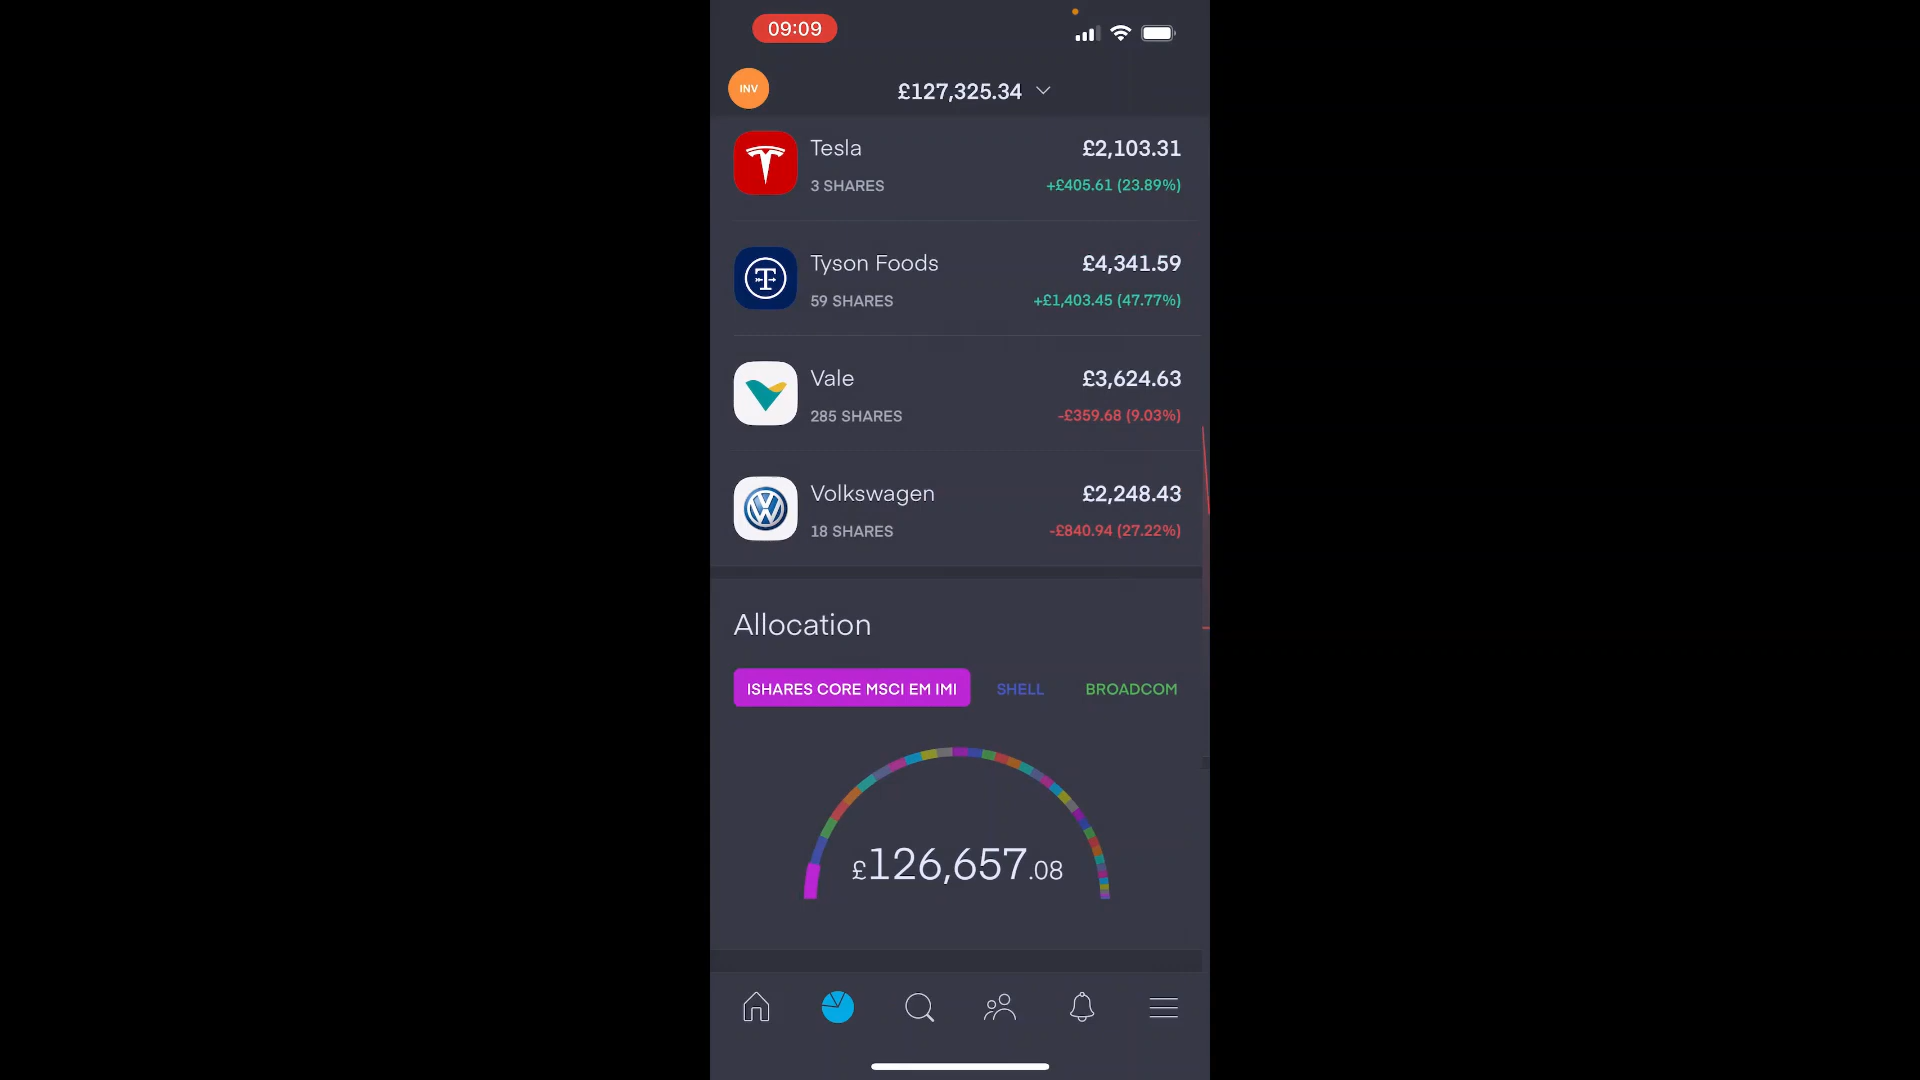 09:09
INV
£127,325.34
Tesla
£2,103.31
3 SHARES
+£405.61 (23.89%)
Tyson Foods
£4,341.59
59 SHARES
+£1,403.45 (47.77%)
Vale
£3,624.63
285 SHARES
-£359.68 (9.03%)
Volkswagen
£2,248.43
18 SHARES
-£840.94 (27.22%)
Allocation
ISHARES CORE MSCI EM IMI
SHELL
BROADCOM
£126,657.08